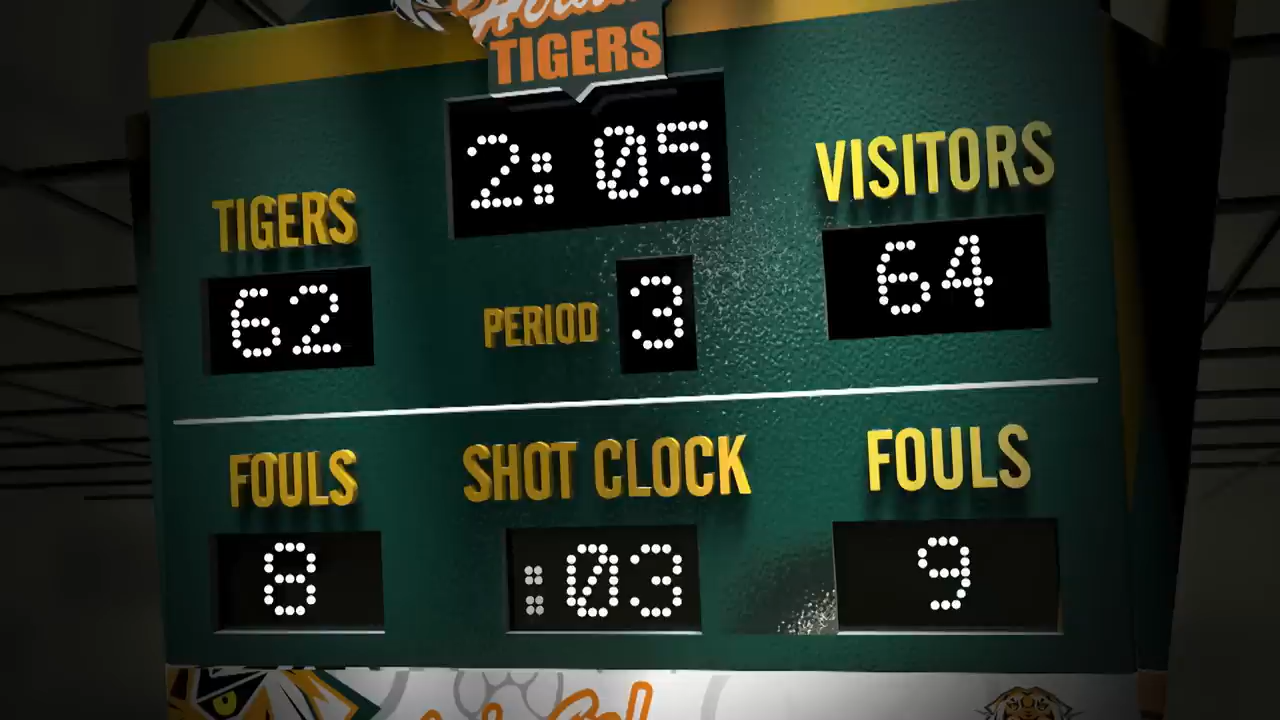 TIGERS
2:05
TIGERS
VISITORS
62
PERIOD 3
64
FOULS
SHOT CLOCK
FOULS
8
:03
9